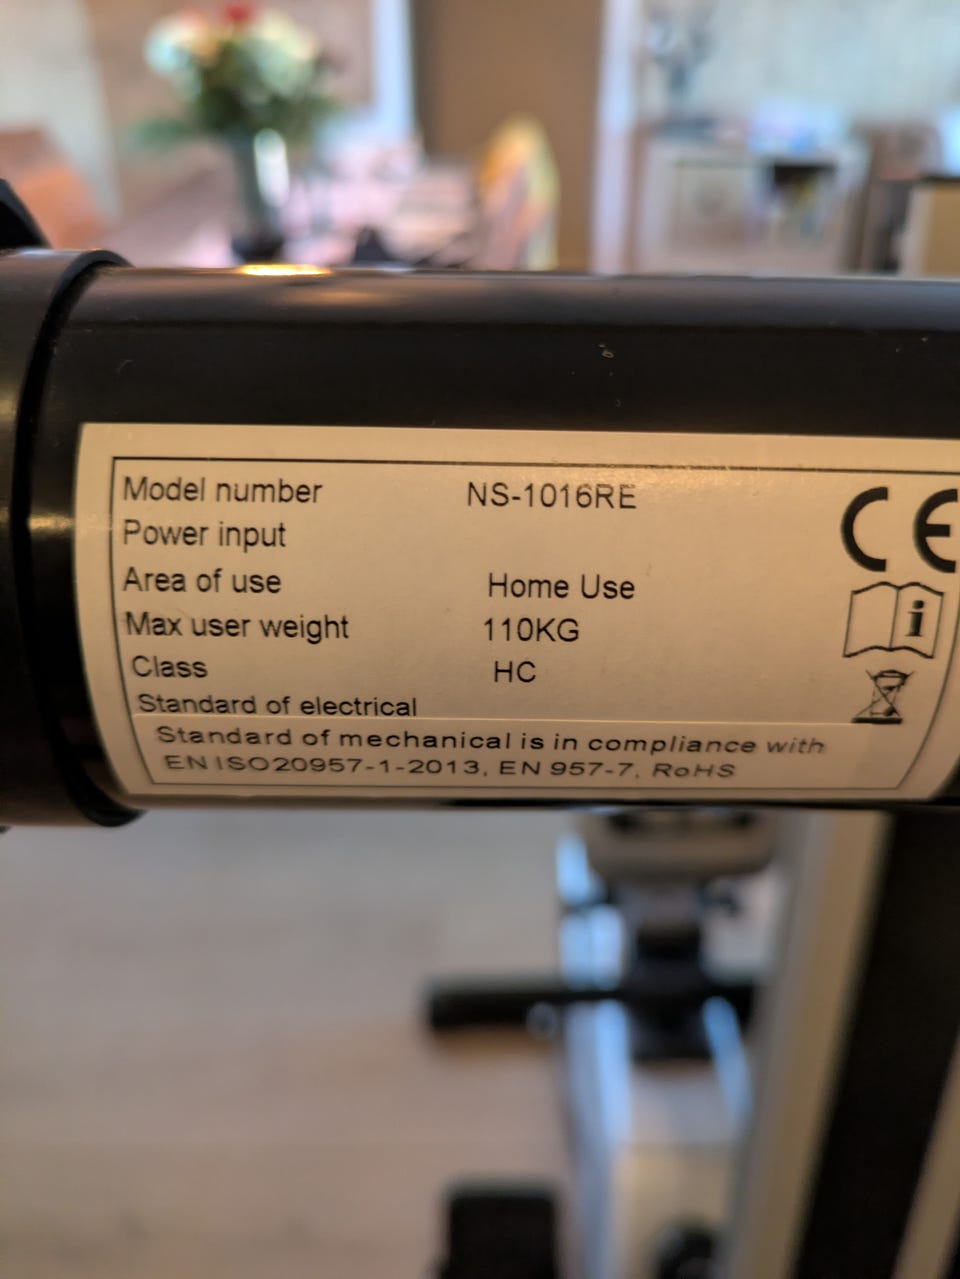 Model number NS-1016RE
Power input
Area of use Home Use
Max user weight 110KG
Class HC
Standard of electrical
Standard of mechanical is in compliance with
EN ISO20957-1-2013, EN 957-7, RoHS
CE
i